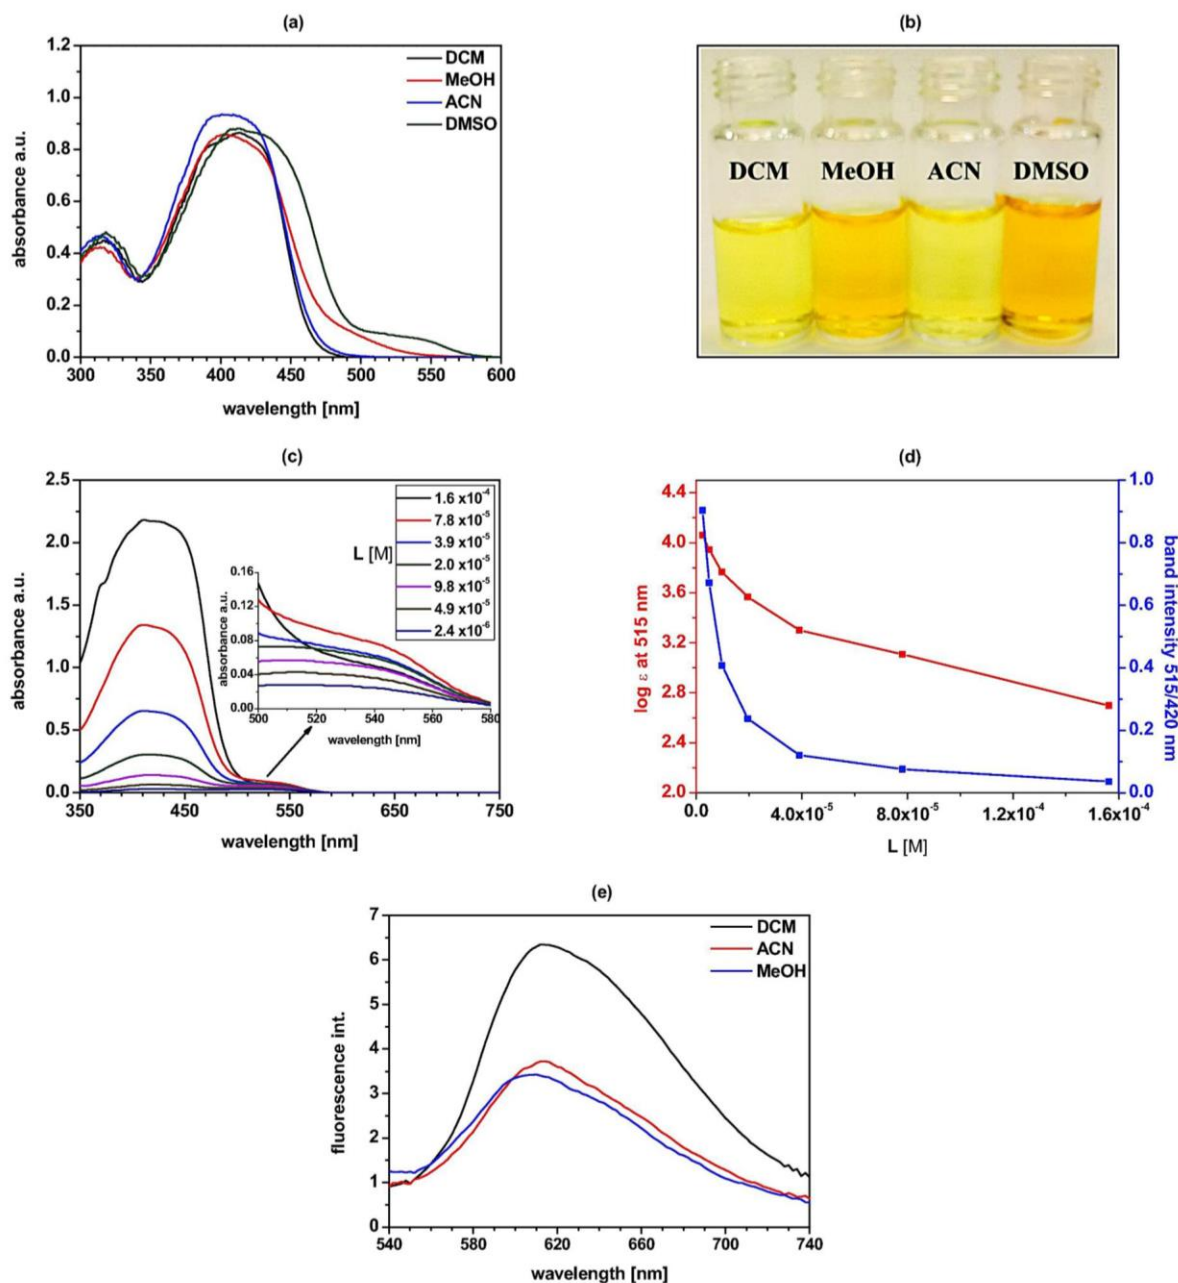 (a)
1.2
1.0
0.8
0.6
0.4
0.2
0.0
absorbance a.u.
DCM
MeOH
ACN
DMSO
300 350 400 450 500 550 600
wavelength [nm]
(b)
DCM MeOH ACN DMSO
(c)
2.5
2.0
1.5
1.0
0.5
0.0
absorbance a.u.
L [M]
1.6 x10⁻⁴
7.8 x10⁻⁵
3.9 x10⁻⁵
2.0 x10⁻⁵
9.8 x10⁻⁵
4.9 x10⁻⁵
2.4 x10⁻⁶
0.16
0.12
0.08
0.04
0.00
absorbance a.u.
500 520 540 560 580
wavelength [nm]
350 450 550 650 750
wavelength [nm]
(d)
4.4
4.0
3.6
3.2
2.8
2.4
2.0
log ε at 515 nm
1.0
0.9
0.8
0.7
0.6
0.5
0.4
0.3
0.2
0.1
0.0
band intensity 515/420 nm
0.0 4.0x10⁻⁵ 8.0x10⁻⁵ 1.2x10⁻⁴ 1.6x10⁻⁴
L [M]
(e)
7
6
5
4
3
2
1
0
fluorescence int.
DCM
ACN
MeOH
540 580 620 660 700 740
wavelength [nm]